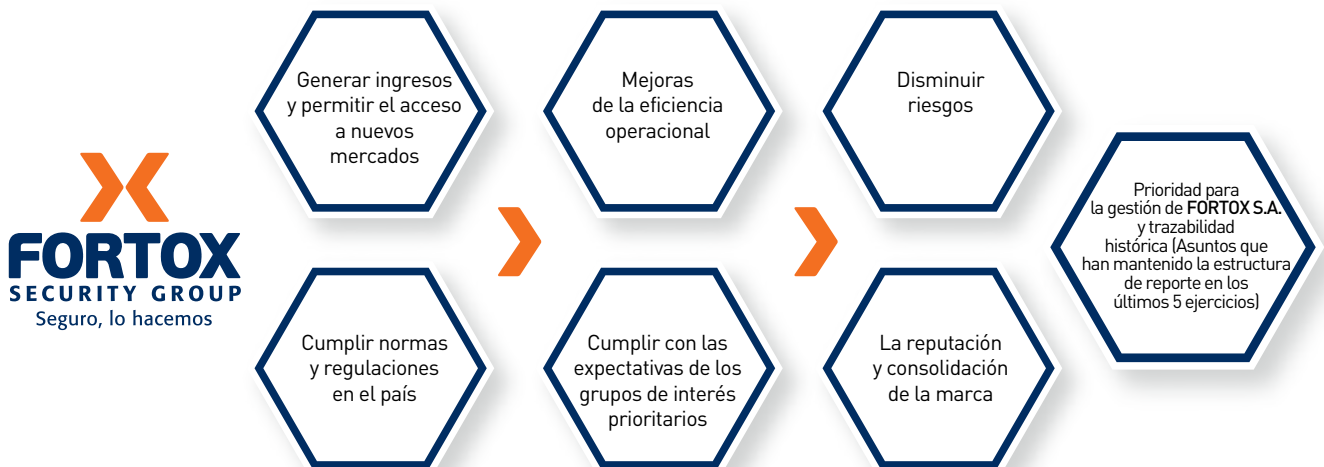 FORTOX
SECURITY GROUP
Seguro, lo hacemos
Generar ingresos
y permitir el acceso
a nuevos
mercados
Mejoras
de la eficiencia
operacional
Disminuir
riesgos
Cumplir normas
y regulaciones
en el país
Cumplir con las
expectativas de los
grupos de interés
prioritarios
La reputación
y consolidación
de la marca
Prioridad para
la gestión de FORTOX S.A.
y trazabilidad
histórica (Asuntos que
han mantenido la estructura
de reporte en los
últimos 5 ejercicios)